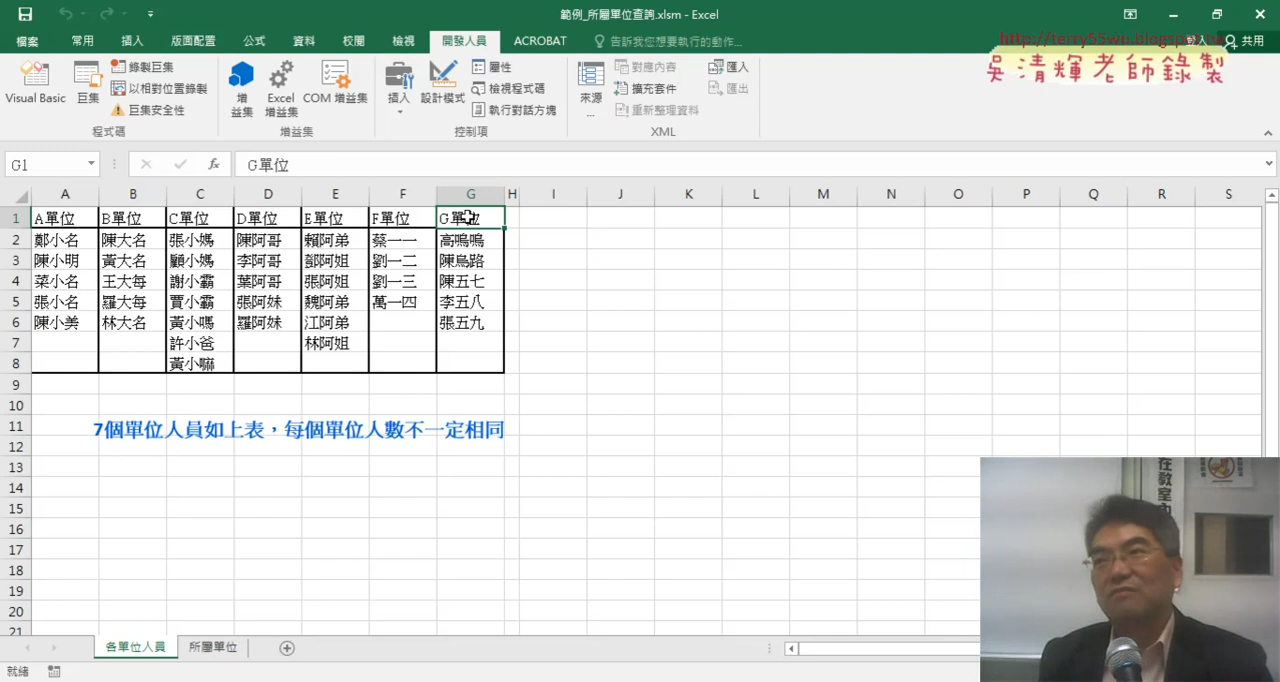 範例_所屬單位查詢.xlsm - Excel
檔案 常用 插入 版面配置 公式 資料 校閱 檢視 開發人員 ACROBAT 告訴我您想要執行的動作... 登入 共用
http://terry55wu.blogspot.tw
吳清輝老師錄製
Visual Basic 巨集 錄製巨集 以相對位置錄製 巨集安全性 程式碼
增益集 Excel 增益集 COM 增益集 增益集
插入 設計模式 屬性 檢視程式碼 執行對話方塊 控制項
來源... 對應內容 擴充套件 重新整理資料 匯入 匯出 XML
G1 fx G單位
A B C D E F G H I J K L M N O P Q R S
1 A單位 B單位 C單位 D單位 E單位 F單位 G單位
2 鄭小名 陳大名 張小媽 陳阿哥 賴阿弟 蔡一一 高嗚嗚
3 陳小明 黃大名 顧小媽 李阿哥 鄧阿姐 劉一二 陳烏路
4 菜小名 王大每 謝小霸 葉阿哥 張阿姐 劉一三 陳五七
5 張小名 羅大每 賈小霸 張阿妹 魏阿弟 萬一四 李五八
6 陳小美 林大名 黃小嗎 羅阿妹 江阿弟 張五九
7 許小爸 林阿姐
8 黃小嘛
9
10
11
7個單位人員如上表，每個單位人數不一定相同
12
13
14
15
16
17
18
19
20
21
在教室內
各單位人員 所屬單位
就緒